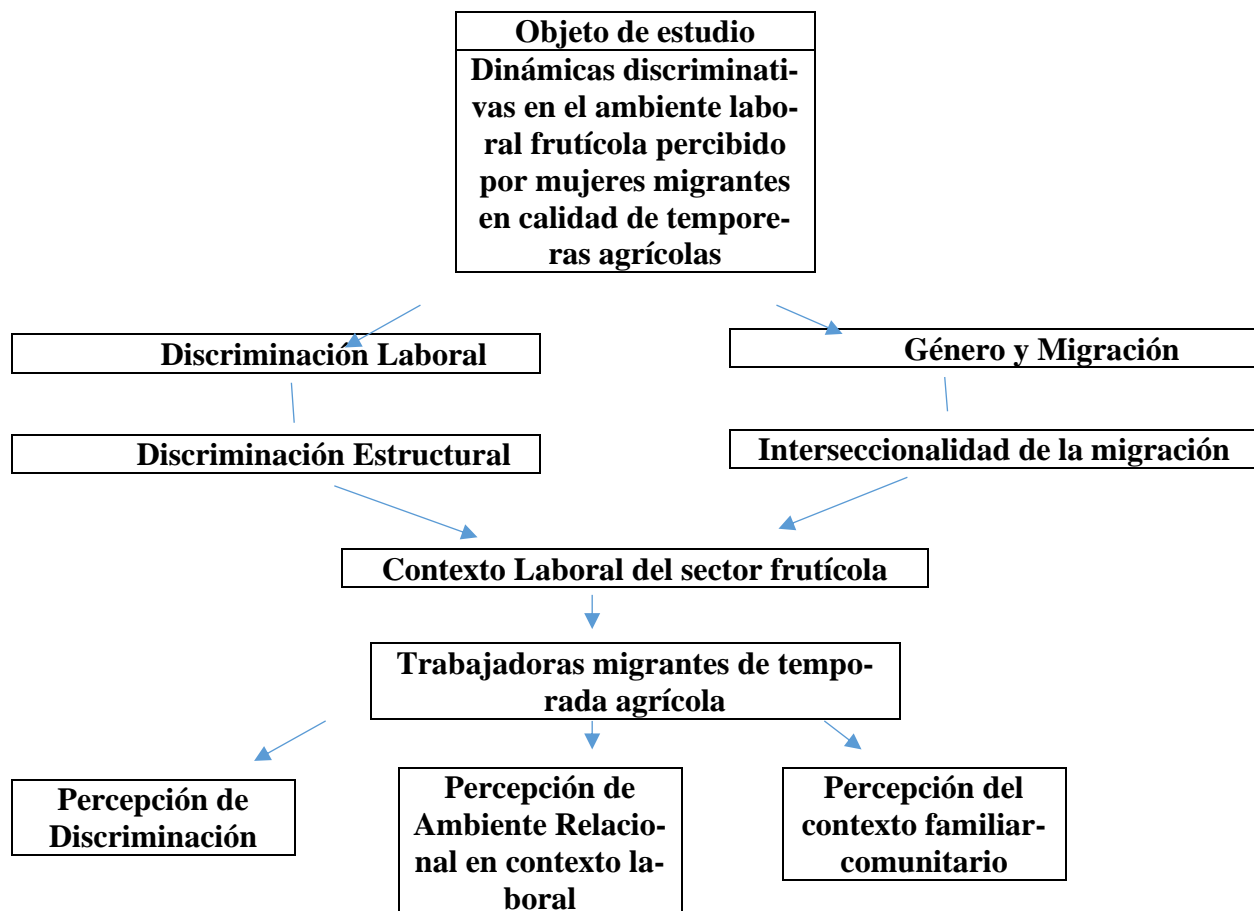 Objeto de estudio
Dinámicas discriminati-
vas en el ambiente labo-
ral frutícola percibido
por mujeres migrantes
en calidad de tempore-
ras agrícolas
Discriminación Laboral
Género y Migración
Discriminación Estructural
Interseccionalidad de la migración
Contexto Laboral del sector frutícola
Trabajadoras migrantes de tempo-
rada agrícola
Percepción de
Discriminación
Percepción de
Ambiente Relacio-
nal en contexto la-
boral
Percepción del
contexto familiar-
comunitario